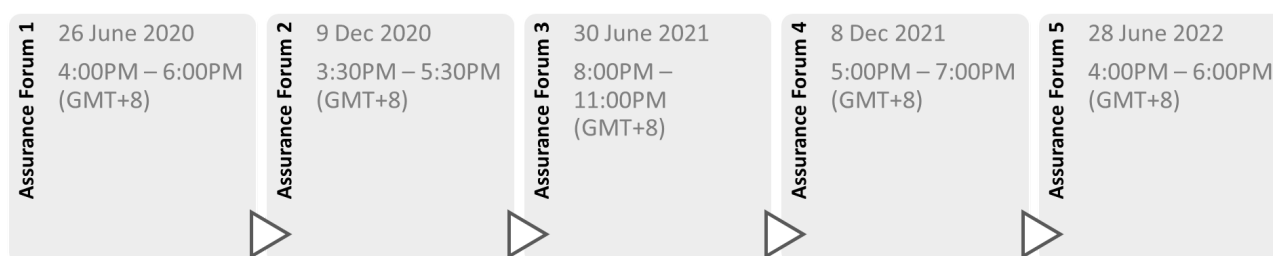 Assurance Forum 1
26 June 2020
4:00PM – 6:00PM
(GMT+8)
Assurance Forum 2
9 Dec 2020
3:30PM – 5:30PM
(GMT+8)
Assurance Forum 3
30 June 2021
8:00PM –
11:00PM
(GMT+8)
Assurance Forum 4
8 Dec 2021
5:00PM – 7:00PM
(GMT+8)
Assurance Forum 5
28 June 2022
4:00PM – 6:00PM
(GMT+8)